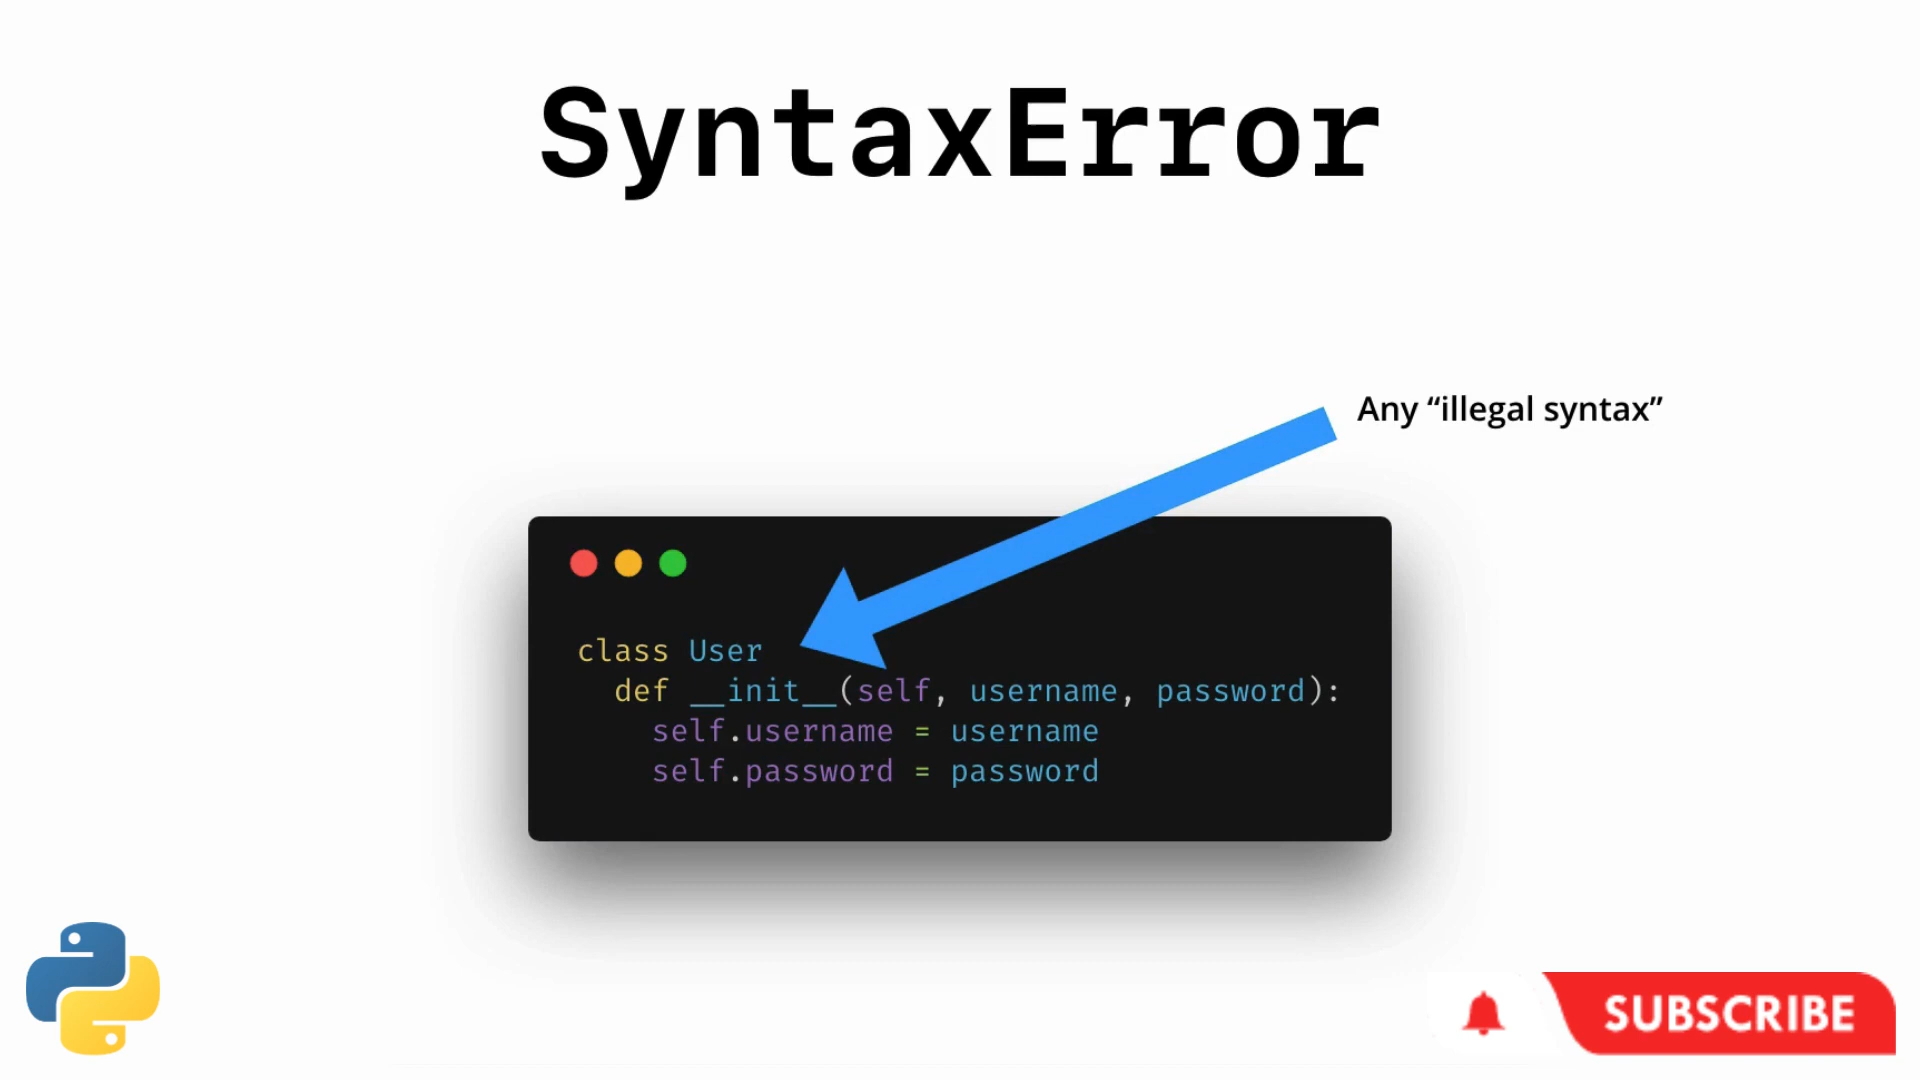 SyntaxError
Any “illegal syntax”
class User
  def __init__(self, username, password):
    self.username = username
    self.password = password
SUBSCRIBE